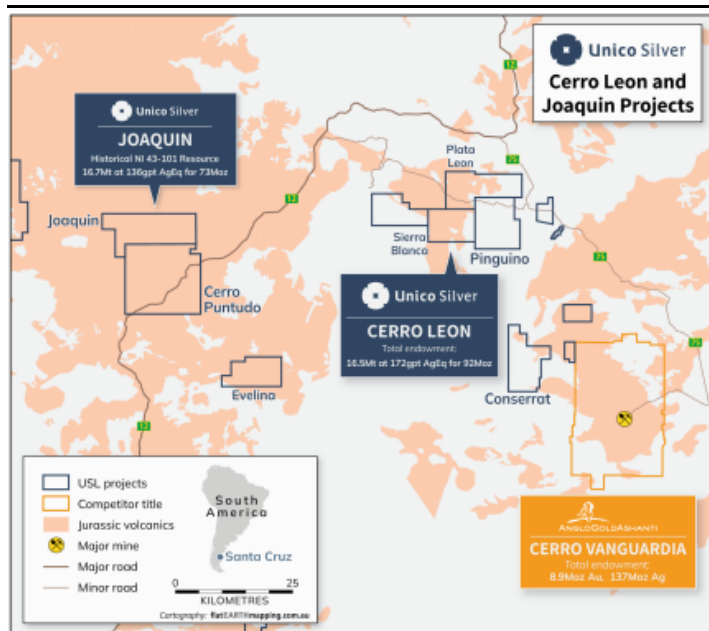 Unico Silver
Cerro Leon and
Joaquin Projects
12
75
Unico Silver
JOAQUIN
Historical NI 43-101 Resource
16.7Mt at 136gpt AgEq for 73Moz
Plata
Leon
12
Joaquin
Sierra
Blanca
Pinguino
75
Cerro
Puntudo
Unico Silver
CERRO LEON
Total endowment:
16.5Mt at 172gpt AgEq for 92Moz
75
Evelina
Conserrat
12
USL projects
Competitor title
Jurassic volcanics
Major mine
Major road
Minor road
South
America
Santa Cruz
0 25
KILOMETRES
Cartography: flatEARTHmapping.com.au
ANGLOGOLDASHANTI
CERRO VANGUARDIA
Total endowment:
8.9Moz Au, 137Moz Ag